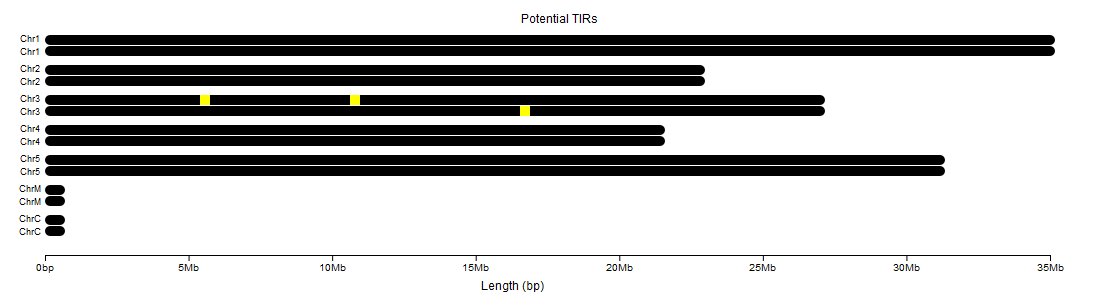 Potential TIRs
Chr1
Chr1
Chr2
Chr2
Chr3
Chr3
Chr4
Chr4
Chr5
Chr5
ChrM
ChrM
ChrC
ChrC
0bp 5Mb 10Mb 15Mb 20Mb 25Mb 30Mb 35Mb
Length (bp)